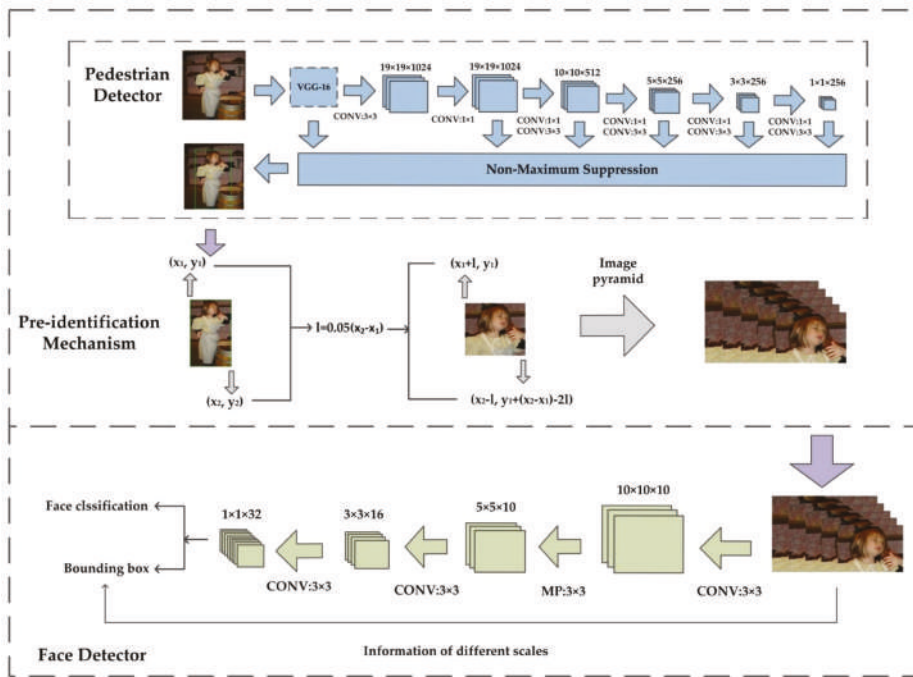 Pedestrian
Detector
VGG-16
19×19×1024
19×19×1024
10×10×512
5×5×256
3×3×256
1×1×256
CONV:3×3
CONV:1×1
CONV:1×1
CONV:3×3
CONV:1×1
CONV:3×3
CONV:1×1
CONV:3×3
CONV:1×1
CONV:3×3
Non-Maximum Suppression
Pre-identification
Mechanism
(x₁, y₁)
(x₂, y₂)
l=0.05(x₂-x₁)
(x₁+l, y₁)
(x₂-l, y₁+(x₂-x₁)-2l)
Image
pyramid
Face clssification
Bounding box
1×1×32
3×3×16
5×5×10
10×10×10
CONV:3×3
CONV:3×3
MP:3×3
CONV:3×3
Information of different scales
Face Detector